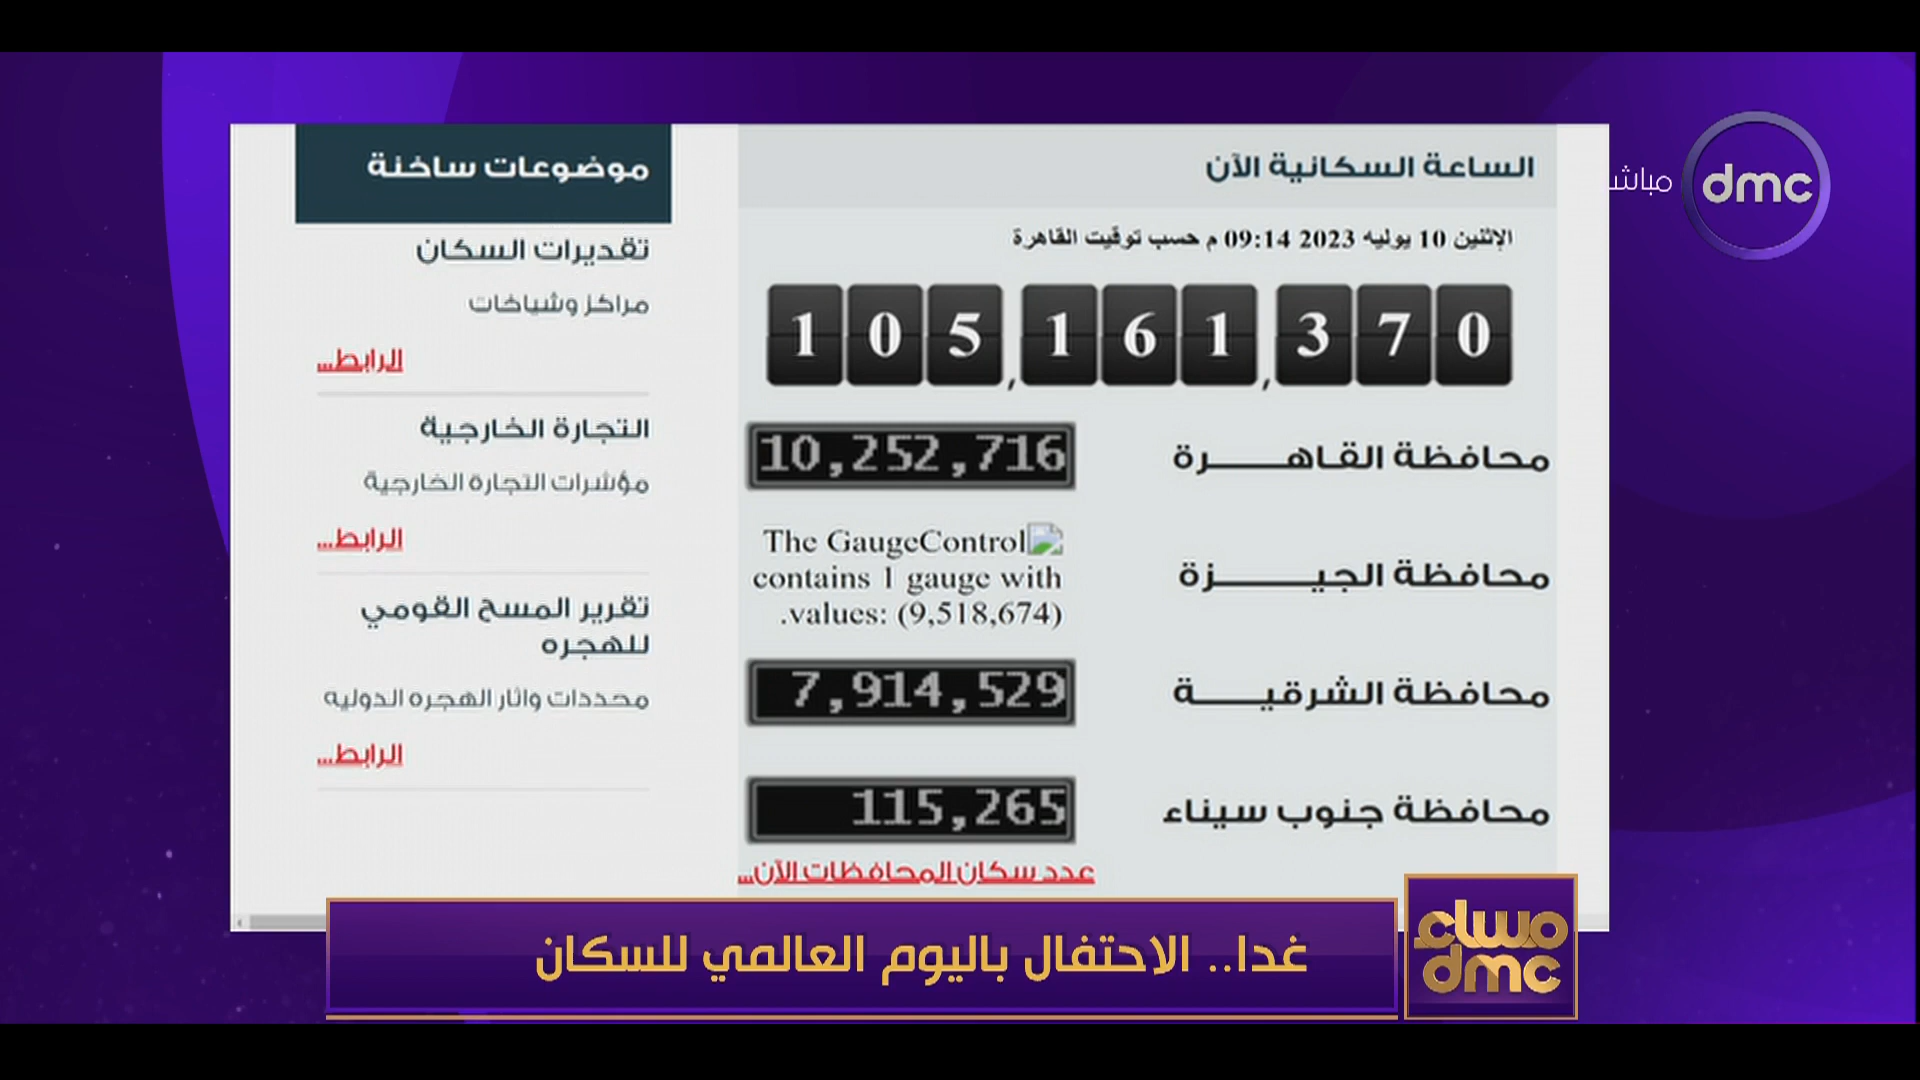 dmc
مباشر
الساعة السكانية الآن
الإثنين 10 يوليه 2023 09:14 م حسب توقيت القاهرة
105,161,370
محافظة القاهــــرة
10,252,716
محافظة الجيــــــزة
The GaugeControl
contains 1 gauge with
values: (9,518,674).
محافظة الشرقيـــــة
7,914,529
محافظة جنوب سيناء
115,265
عدد سكان المحافظات الآن...
موضوعات ساخنة
تقديرات السكان
مراكز وشياخات
الرابط...
التجارة الخارجية
مؤشرات التجارة الخارجية
الرابط...
تقرير المسح القومي
للهجره
محددات واثار الهجره الدوليه
الرابط...
غدا.. الاحتفال باليوم العالمي للسكان
مساء
dmc